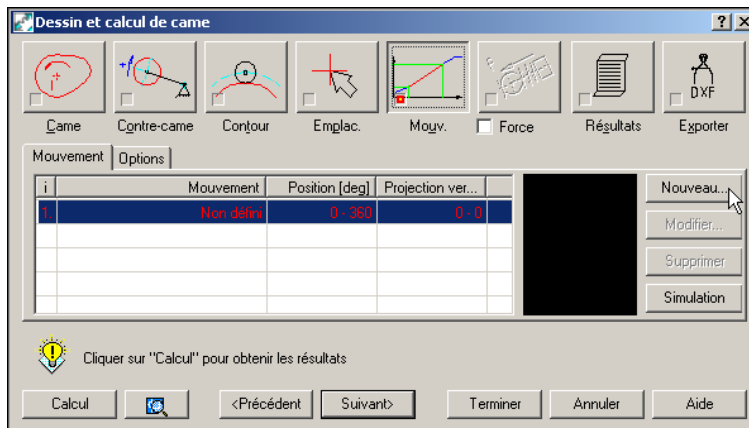 Dessin et calcul de came
DXF
Came Contre-came Contour Emplac. Mouv. Force Résultats Exporter
Mouvement Options
i Mouvement Position [deg] Projection ver...
1. Non défini 0 - 360 0 - 0
Nouveau...
Modifier...
Supprimer
Simulation
Cliquer sur "Calcul" pour obtenir les résultats
Calcul <Précédent Suivant> Terminer Annuler Aide